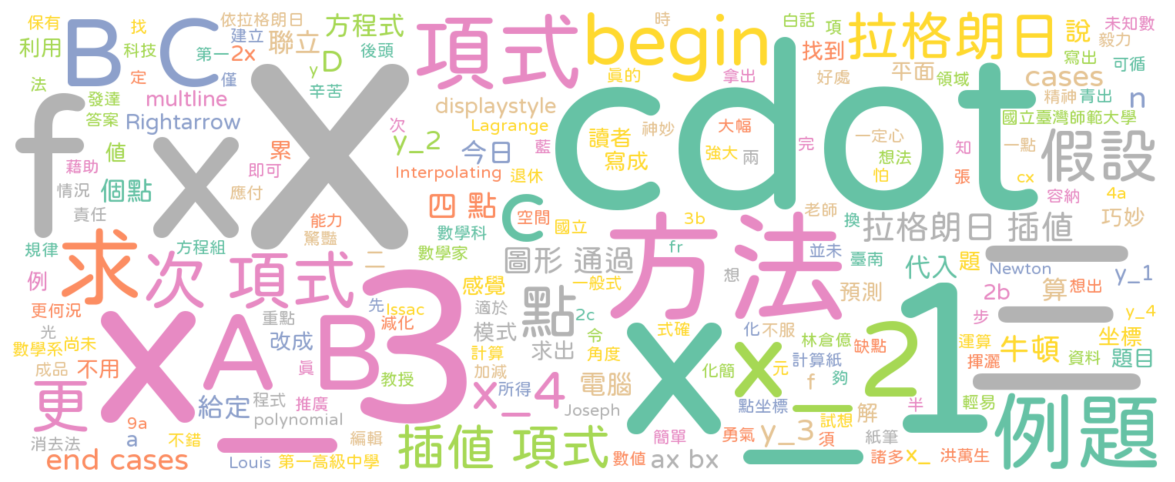 保有 找 依拉格朗日 方程式 時 白話 項 未知數
利用 B C 科技 建立 聯立 後頭 項式 begin 拿出 找到 拉格朗日 說 毅力
法 定 第一 2x y D 好處 平面 寫出 可循
發達 僅 辛苦 cdot 領域 cases
答案 multline displaystyle 精神 青出 n
f x X Rightarrow 次 Lagrange 讀者 神妙 大幅 一定心 國立臺灣師範大學
值 累 y_2 今日 藍 寫成 強大 兩 完 想法 知 一點 假設
藉助 即可 Interpolating 退休 怕 張 cx 容納 4a
情況 個點 應付 四 點 c 空間 國立 3b 老師 換 巧妙
責任 能力 數學科 方法 fr 並未 拉格朗日 插值
規律 求 方程組 驚豔 數學家 圖形 通過 想 臺南 代入 題 一
例 次 項式 二 感覺 一般式 預測 Newton y_1
更何況 重點 先 Issac 適於 點 2c 化 不服 算 2b 想出 一
光 x A B 3 減化 模式 令 式確 林倉億 缺點 1 步 y_4
數學系 尚未 改成 求出 角度 x x_2 計算紙 運算 牛頓 坐標
成品 不用 眞 教授 計算 元 夠 揮灑 資料 題目
更 給定 程式 推廣 x_4 所得 電腦 化簡 f 點坐標 輕易 一
9a polynomial 加減 Joseph 半 解 例題
消去法 a 不錯 一 編輯 簡單 勇氣 y_3 試想 須 紙筆
end cases Louis 第一高級中學 插值 項式 數値 ax bx 一 諸多 x_ 洪萬生